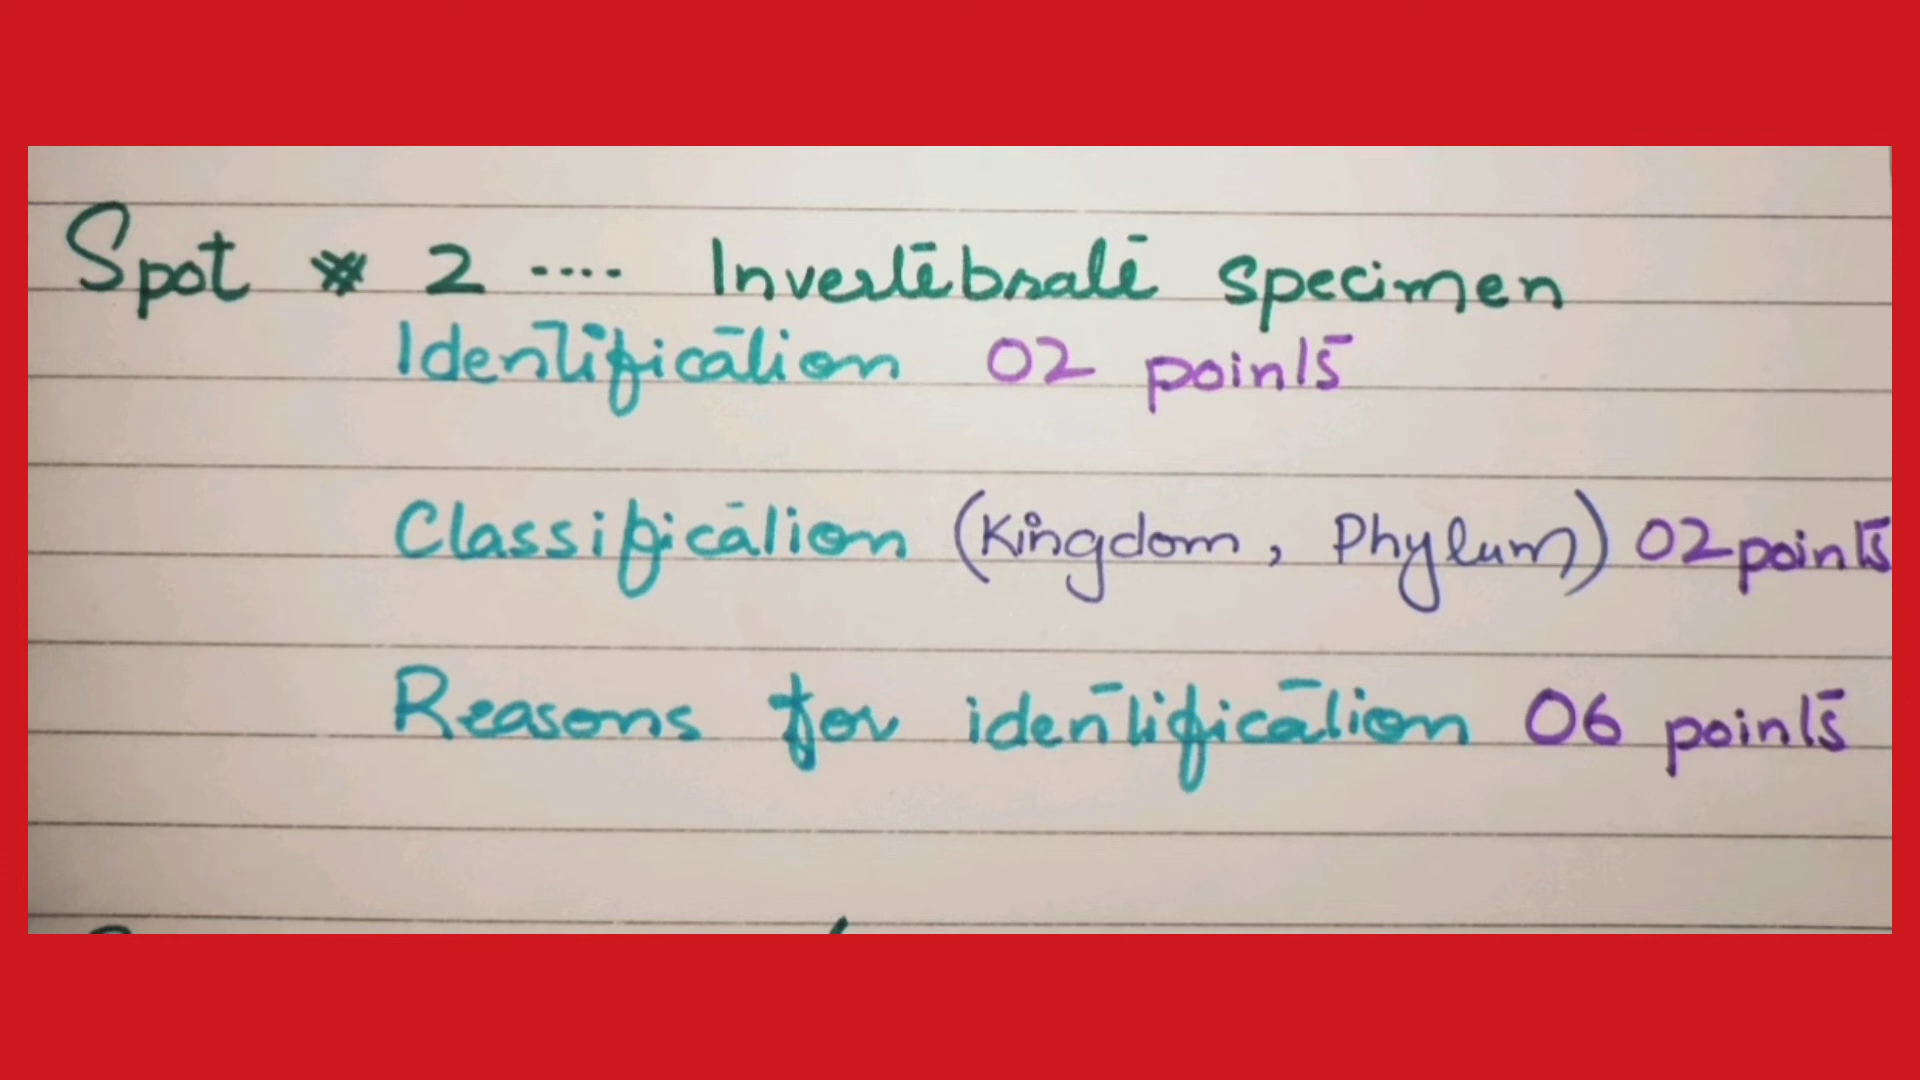 Spot # 2 .... Invertebrate specimen
Identification 02 points
Classification (Kingdom, Phylum) 02 points
Reasons for identification 06 points